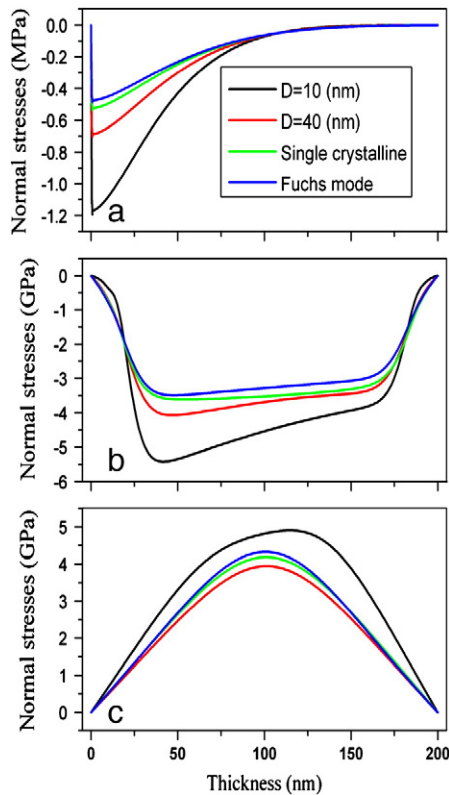 Normal stresses (MPa)
0.0
-0.2
-0.4
-0.6
-0.8
-1.0
-1.2
D=10 (nm)
D=40 (nm)
Single crystalline
Fuchs mode
a
Normal stresses (GPa)
0
-1
-2
-3
-4
-5
-6
b
Normal stresses (GPa)
5
4
3
2
1
0
c
0 50 100 150 200
Thickness (nm)